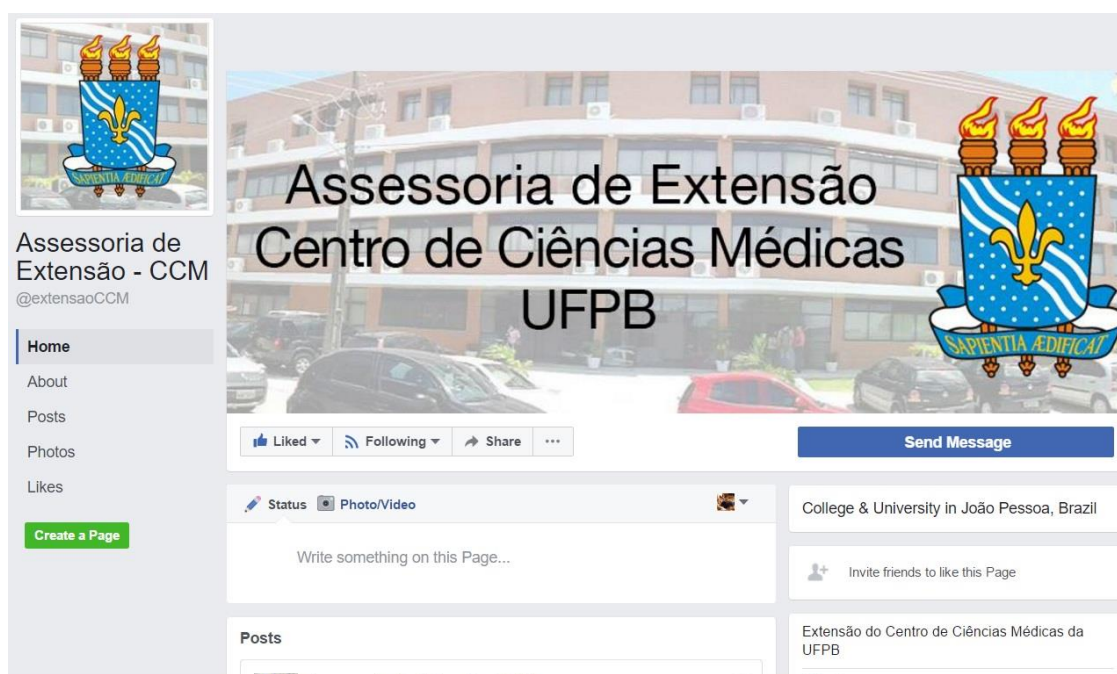 SAPIENTIA ÆDIFICAT
Assessoria de
Extensão - CCM
@extensaoCCM
Home
About
Posts
Photos
Likes
Create a Page
Assessoria de Extensão
Centro de Ciências Médicas
UFPB
SAPIENTIA ÆDIFICAT
Liked
Following
Share
Send Message
Status
Photo/Video
Write something on this Page...
Posts
College & University in João Pessoa, Brazil
Invite friends to like this Page
Extensão do Centro de Ciências Médicas da
UFPB